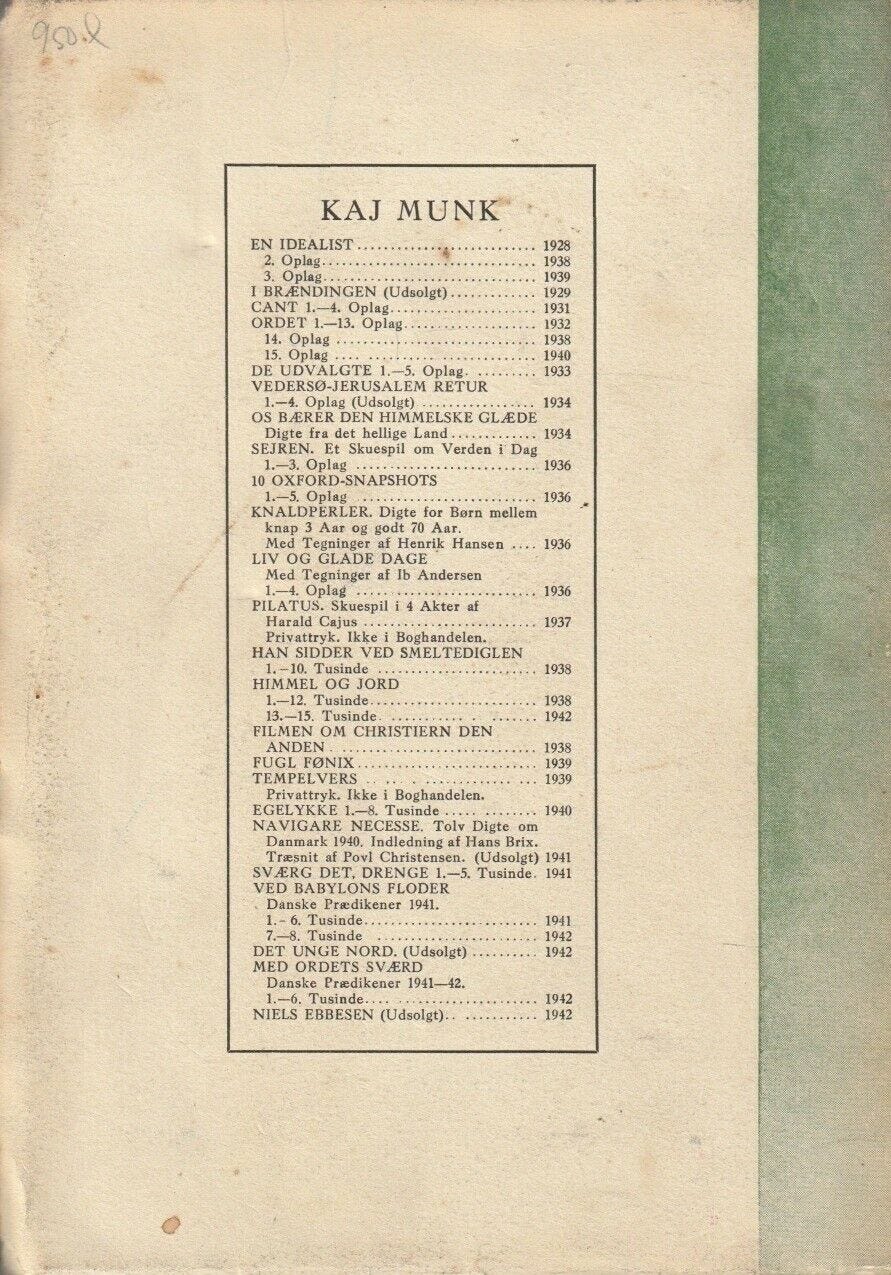 950.
KAJ MUNK
EN IDEALIST........................... 1928
2. Oplag................................ 1938
3. Oplag................................ 1939
I BRÆNDINGEN (Udsolgt)............. 1929
CANT 1.—4. Oplag...................... 1931
ORDET 1.—13. Oplag.................... 1932
14. Oplag .............................. 1938
15. Oplag .............................. 1940
DE UDVALGTE 1.—5. Oplag. ......... 1933
VEDERSØ-JERUSALEM RETUR
1.—4. Oplag (Udsolgt) ................. 1934
OS BÆRER DEN HIMMELSKE GLÆDE
Digte fra det hellige Land............. 1934
SEJREN. Et Skuespil om Verden i Dag
1.—3. Oplag ........................... 1936
10 OXFORD-SNAPSHOTS
1.—5. Oplag .......................... 1936
KNALDPERLER. Digte for Børn mellem
knap 3 Aar og godt 70 Aar.
Med Tegninger af Henrik Hansen .... 1936
LIV OG GLADE DAGE
Med Tegninger af Ib Andersen
1.—4. Oplag ........................... 1936
PILATUS. Skuespil i 4 Akter af
Harald Cajus .......................... 1937
Privattryk. Ikke i Boghandelen.
HAN SIDDER VED SMELTEDIGLEN
1.—10. Tusinde ........................ 1938
HIMMEL OG JORD
1.—12. Tusinde......................... 1938
13.—15. Tusinde. ...................... 1942
FILMEN OM CHRISTIERN DEN
ANDEN ............................... 1938
FUGL FØNIX........................... 1939
TEMPELVERS .......................... 1939
Privattryk. Ikke i Boghandelen.
EGELYKKE 1.—8. Tusinde .............. 1940
NAVIGARE NECESSE. Tolv Digte om
Danmark 1940. Indledning af Hans Brix.
Træsnit af Povl Christensen. (Udsolgt) 1941
SVÆRG DET, DRENGE 1.—5. Tusinde. 1941
VED BABYLONS FLODER
Danske Prædikener 1941.
1.-6. Tusinde.......................... 1941
7.—8. Tusinde ........................ 1942
DET UNGE NORD. (Udsolgt) .......... 1942
MED ORDETS SVÆRD
Danske Prædikener 1941—42.
1.—6. Tusinde.......................... 1942
NIELS EBBESEN (Udsolgt).. ........... 1942